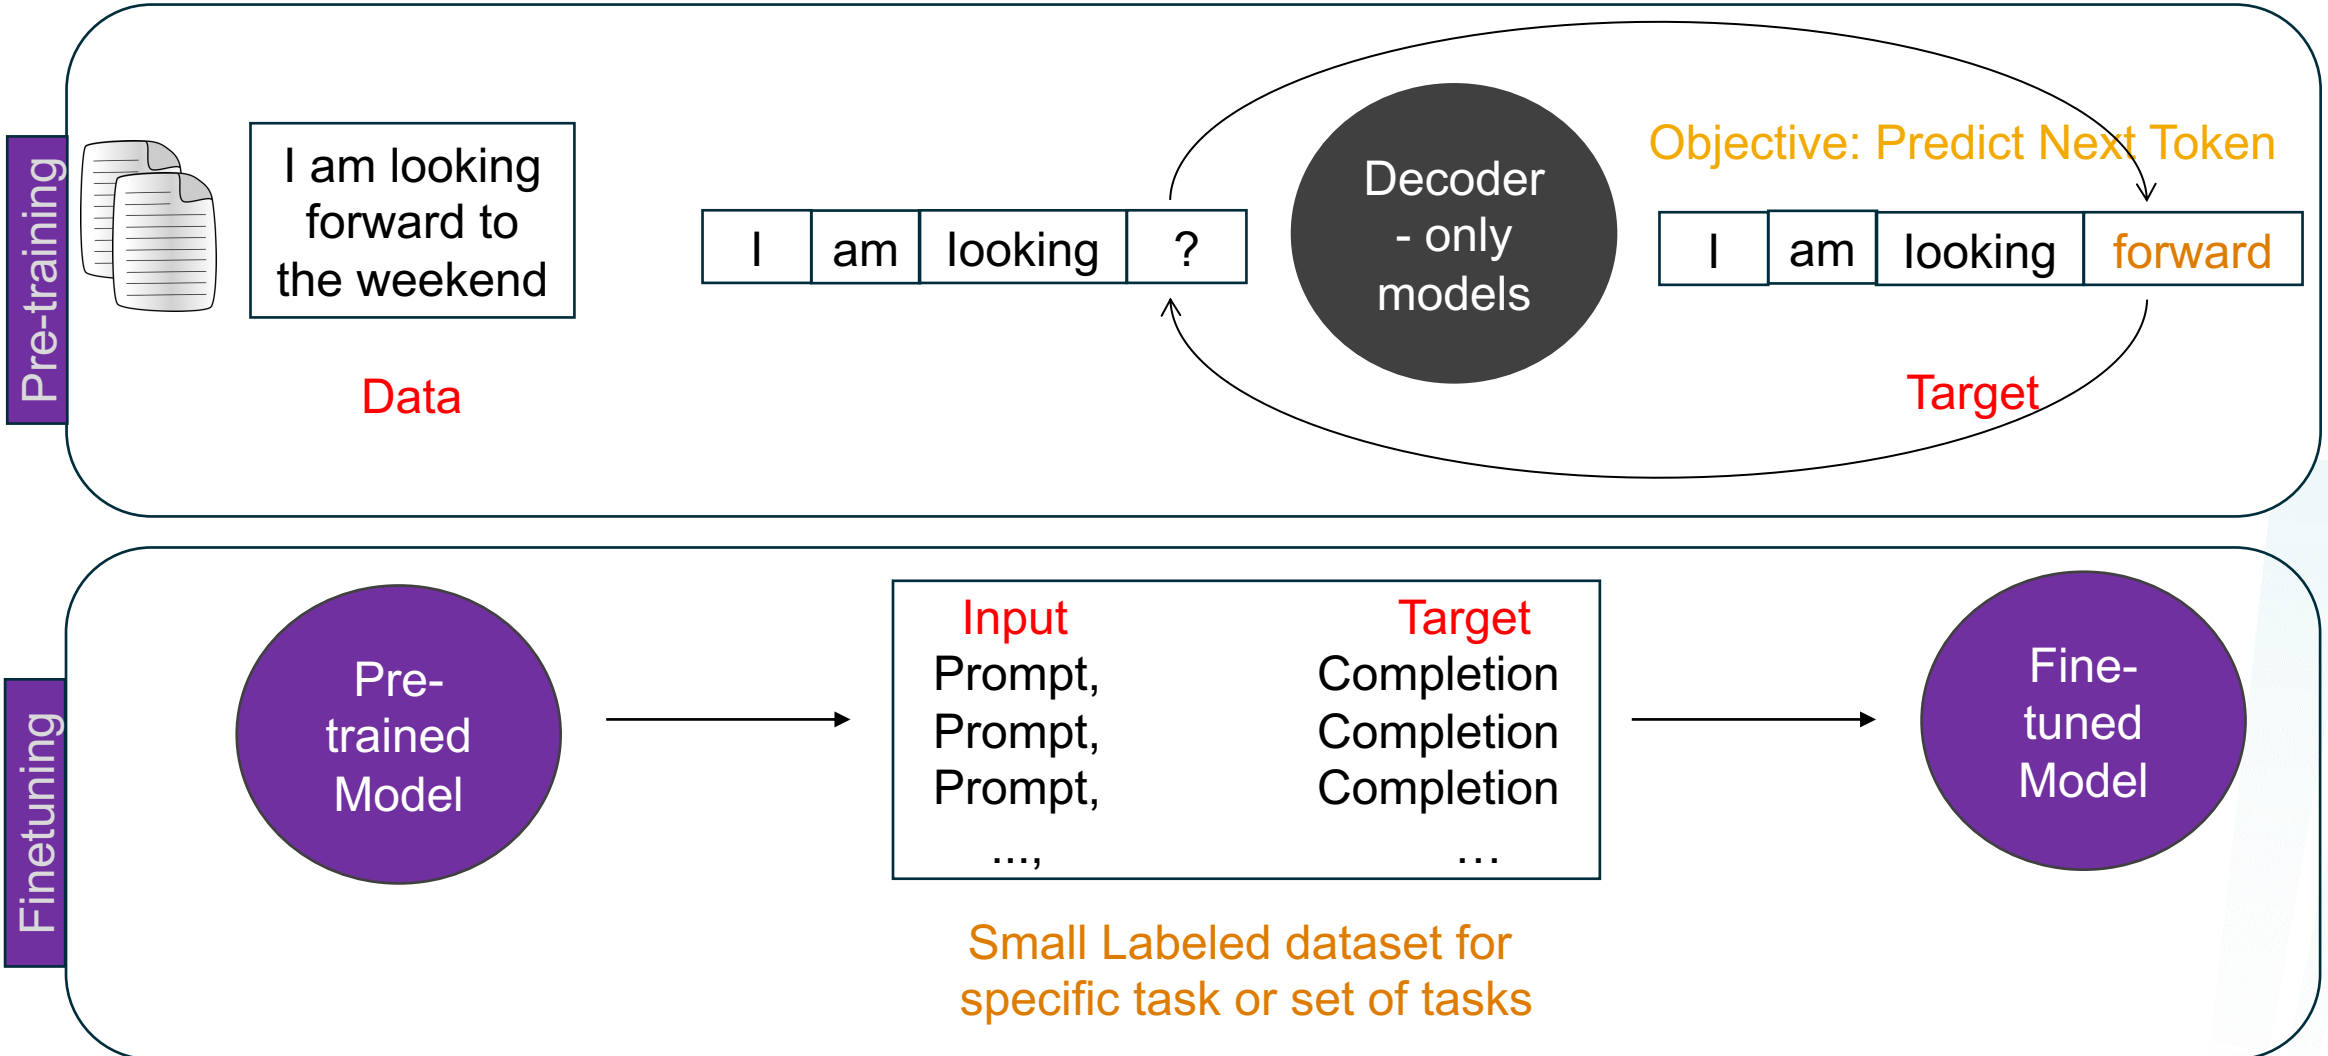 Pre-training
I am looking
forward to
the weekend
Data
I am looking ?
Decoder
- only
models
Objective: Predict Next Token
I am looking forward
Target
Finetuning
Pre-
trained
Model
Input Target
Prompt, Completion
Prompt, Completion
Prompt, Completion
..., ...
Small Labeled dataset for
specific task or set of tasks
Fine-
tuned
Model